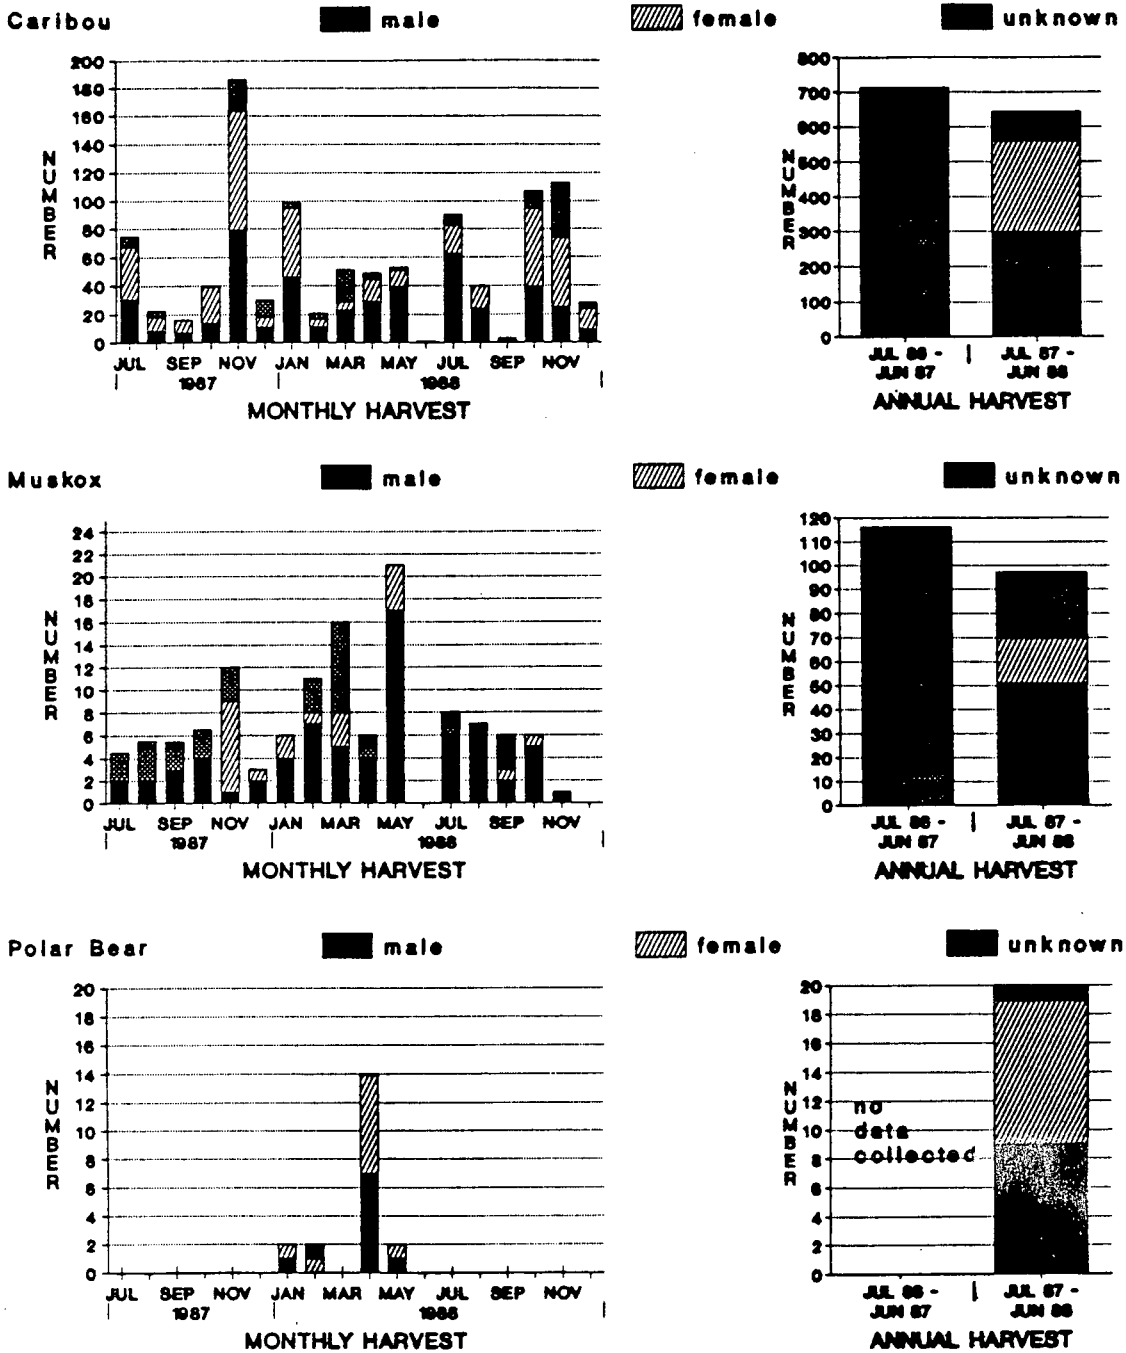 Caribou male female unknown
NUMBER
200
180
160
140
120
100
80
60
40
20
0
JUL SEP NOV JAN MAR MAY JUL SEP NOV
1987 1988
MONTHLY HARVEST
NUMBER
800
700
600
500
400
300
200
100
0
JUL 86 - JUL 87 -
JUN 87 JUN 88
ANNUAL HARVEST
Muskox male female unknown
NUMBER
24
22
20
18
16
14
12
10
8
6
4
2
0
JUL SEP NOV JAN MAR MAY JUL SEP NOV
1987 1988
MONTHLY HARVEST
NUMBER
120
110
100
90
80
70
60
50
40
30
20
10
0
JUL 86 - JUL 87 -
JUN 87 JUN 88
ANNUAL HARVEST
Polar Bear male female unknown
NUMBER
20
18
16
14
12
10
8
6
4
2
0
JUL SEP NOV JAN MAR MAY JUL SEP NOV
1987 1988
MONTHLY HARVEST
NUMBER
20
18
16
14
12
10
8
6
4
2
0
no
data
collected
JUL 86 - JUL 87 -
JUN 87 JUN 88
ANNUAL HARVEST